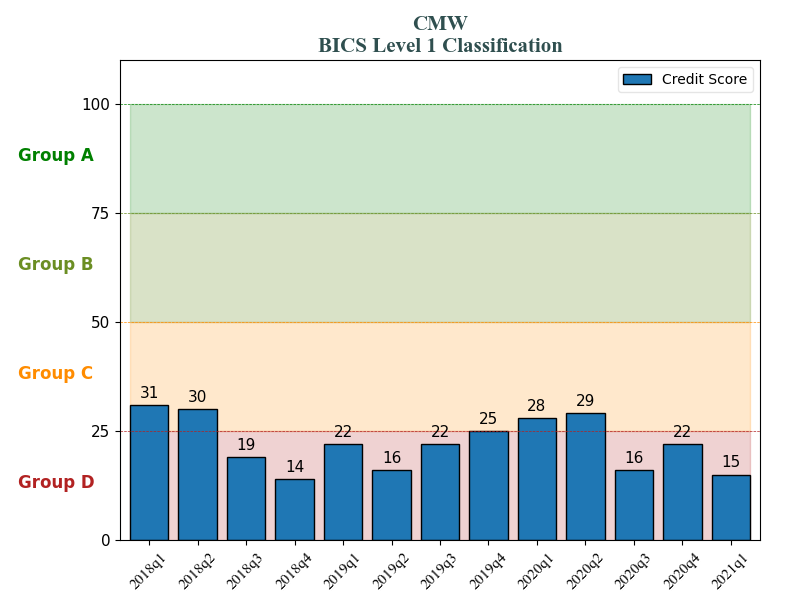 CMW
BICS Level 1 Classification
Credit Score
100
Group A
75
Group B
50
Group C
25
Group D
0
31 30 19 14 22 16 22 25 28 29 16 22 15
2018q1 2018q2 2018q3 2018q4 2019q1 2019q2 2019q3 2019q4 2020q1 2020q2 2020q3 2020q4 2021q1